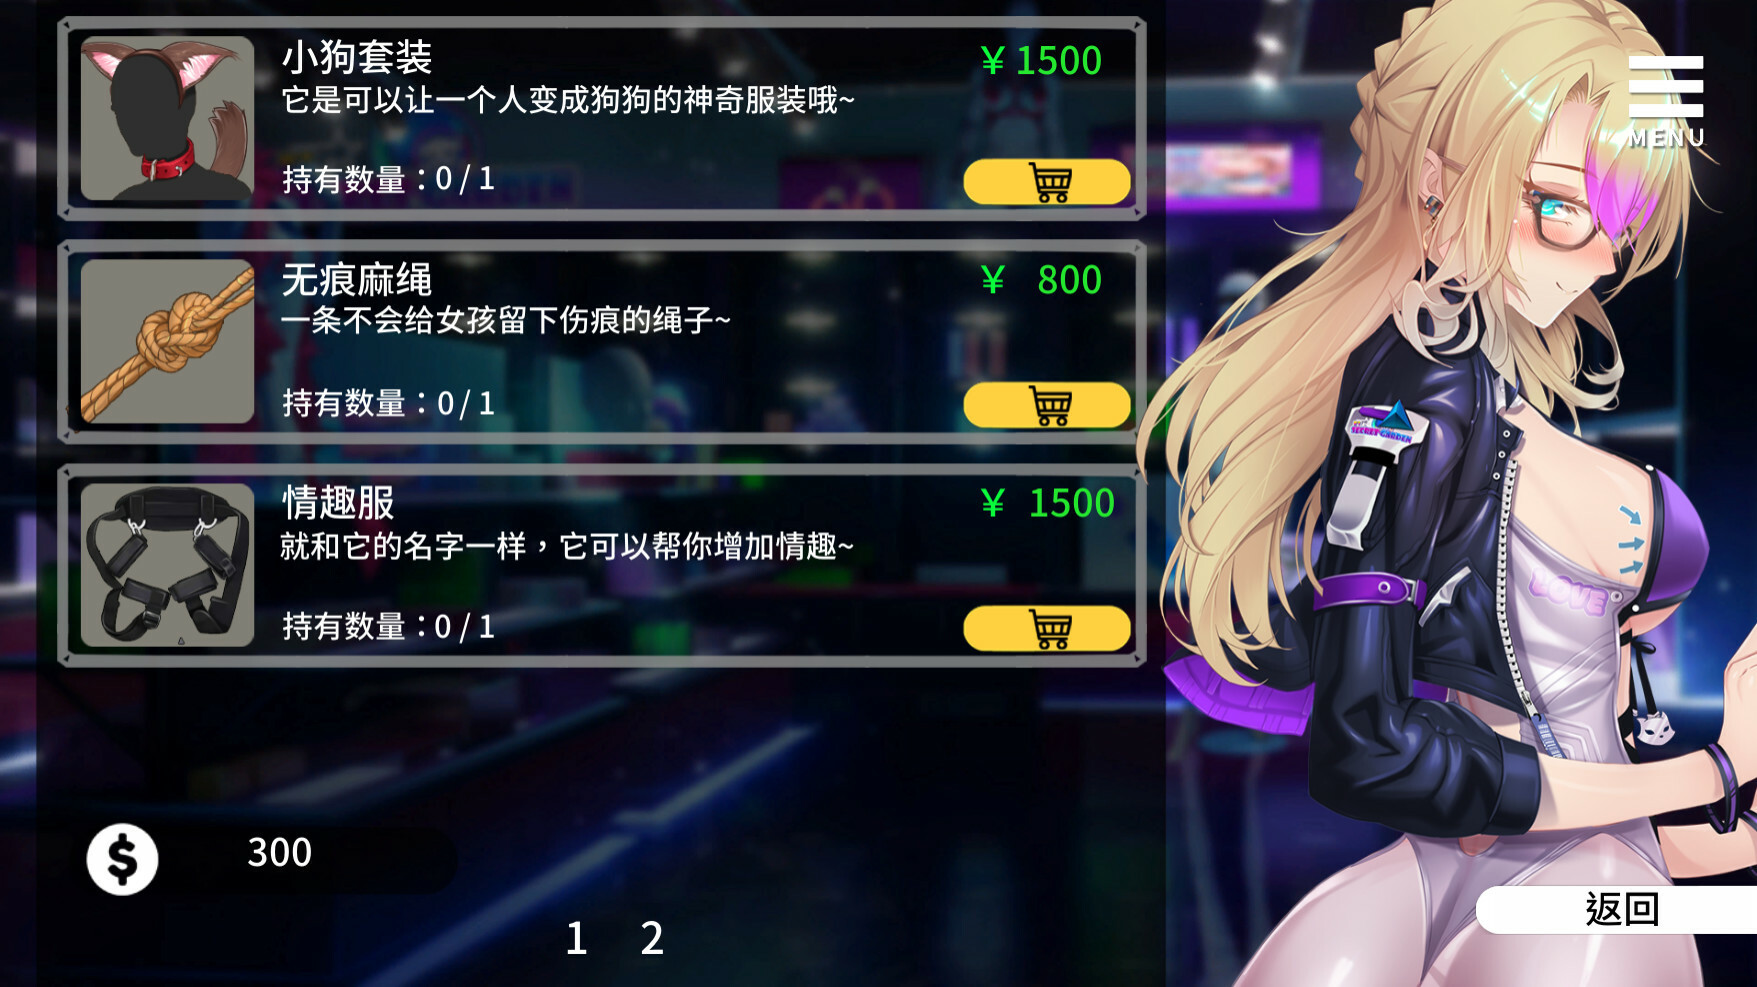 小狗套装
¥ 1500
它是可以让一个人变成狗狗的神奇服装哦~
持有数量：0 / 1
无痕麻绳
¥ 800
一条不会给女孩留下伤痕的绳子~
持有数量：0 / 1
情趣服
¥ 1500
就和它的名字一样，它可以帮你增加情趣~
持有数量：0 / 1
$ 300
1 2
MENU
SECRET GARDEN
LOVE
返回